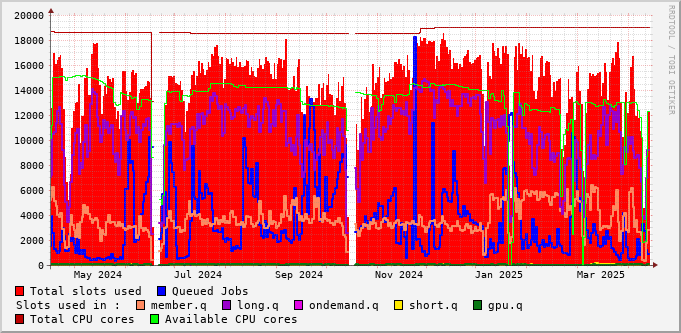 20000
18000
16000
14000
12000
10000
8000
6000
4000
2000
0
May 2024 Jul 2024 Sep 2024 Nov 2024 Jan 2025 Mar 2025
RRDTOOL / TOBI OETIKER
Total slots used Queued Jobs
Slots used in : member.q long.q ondemand.q short.q gpu.q
Total CPU cores Available CPU cores